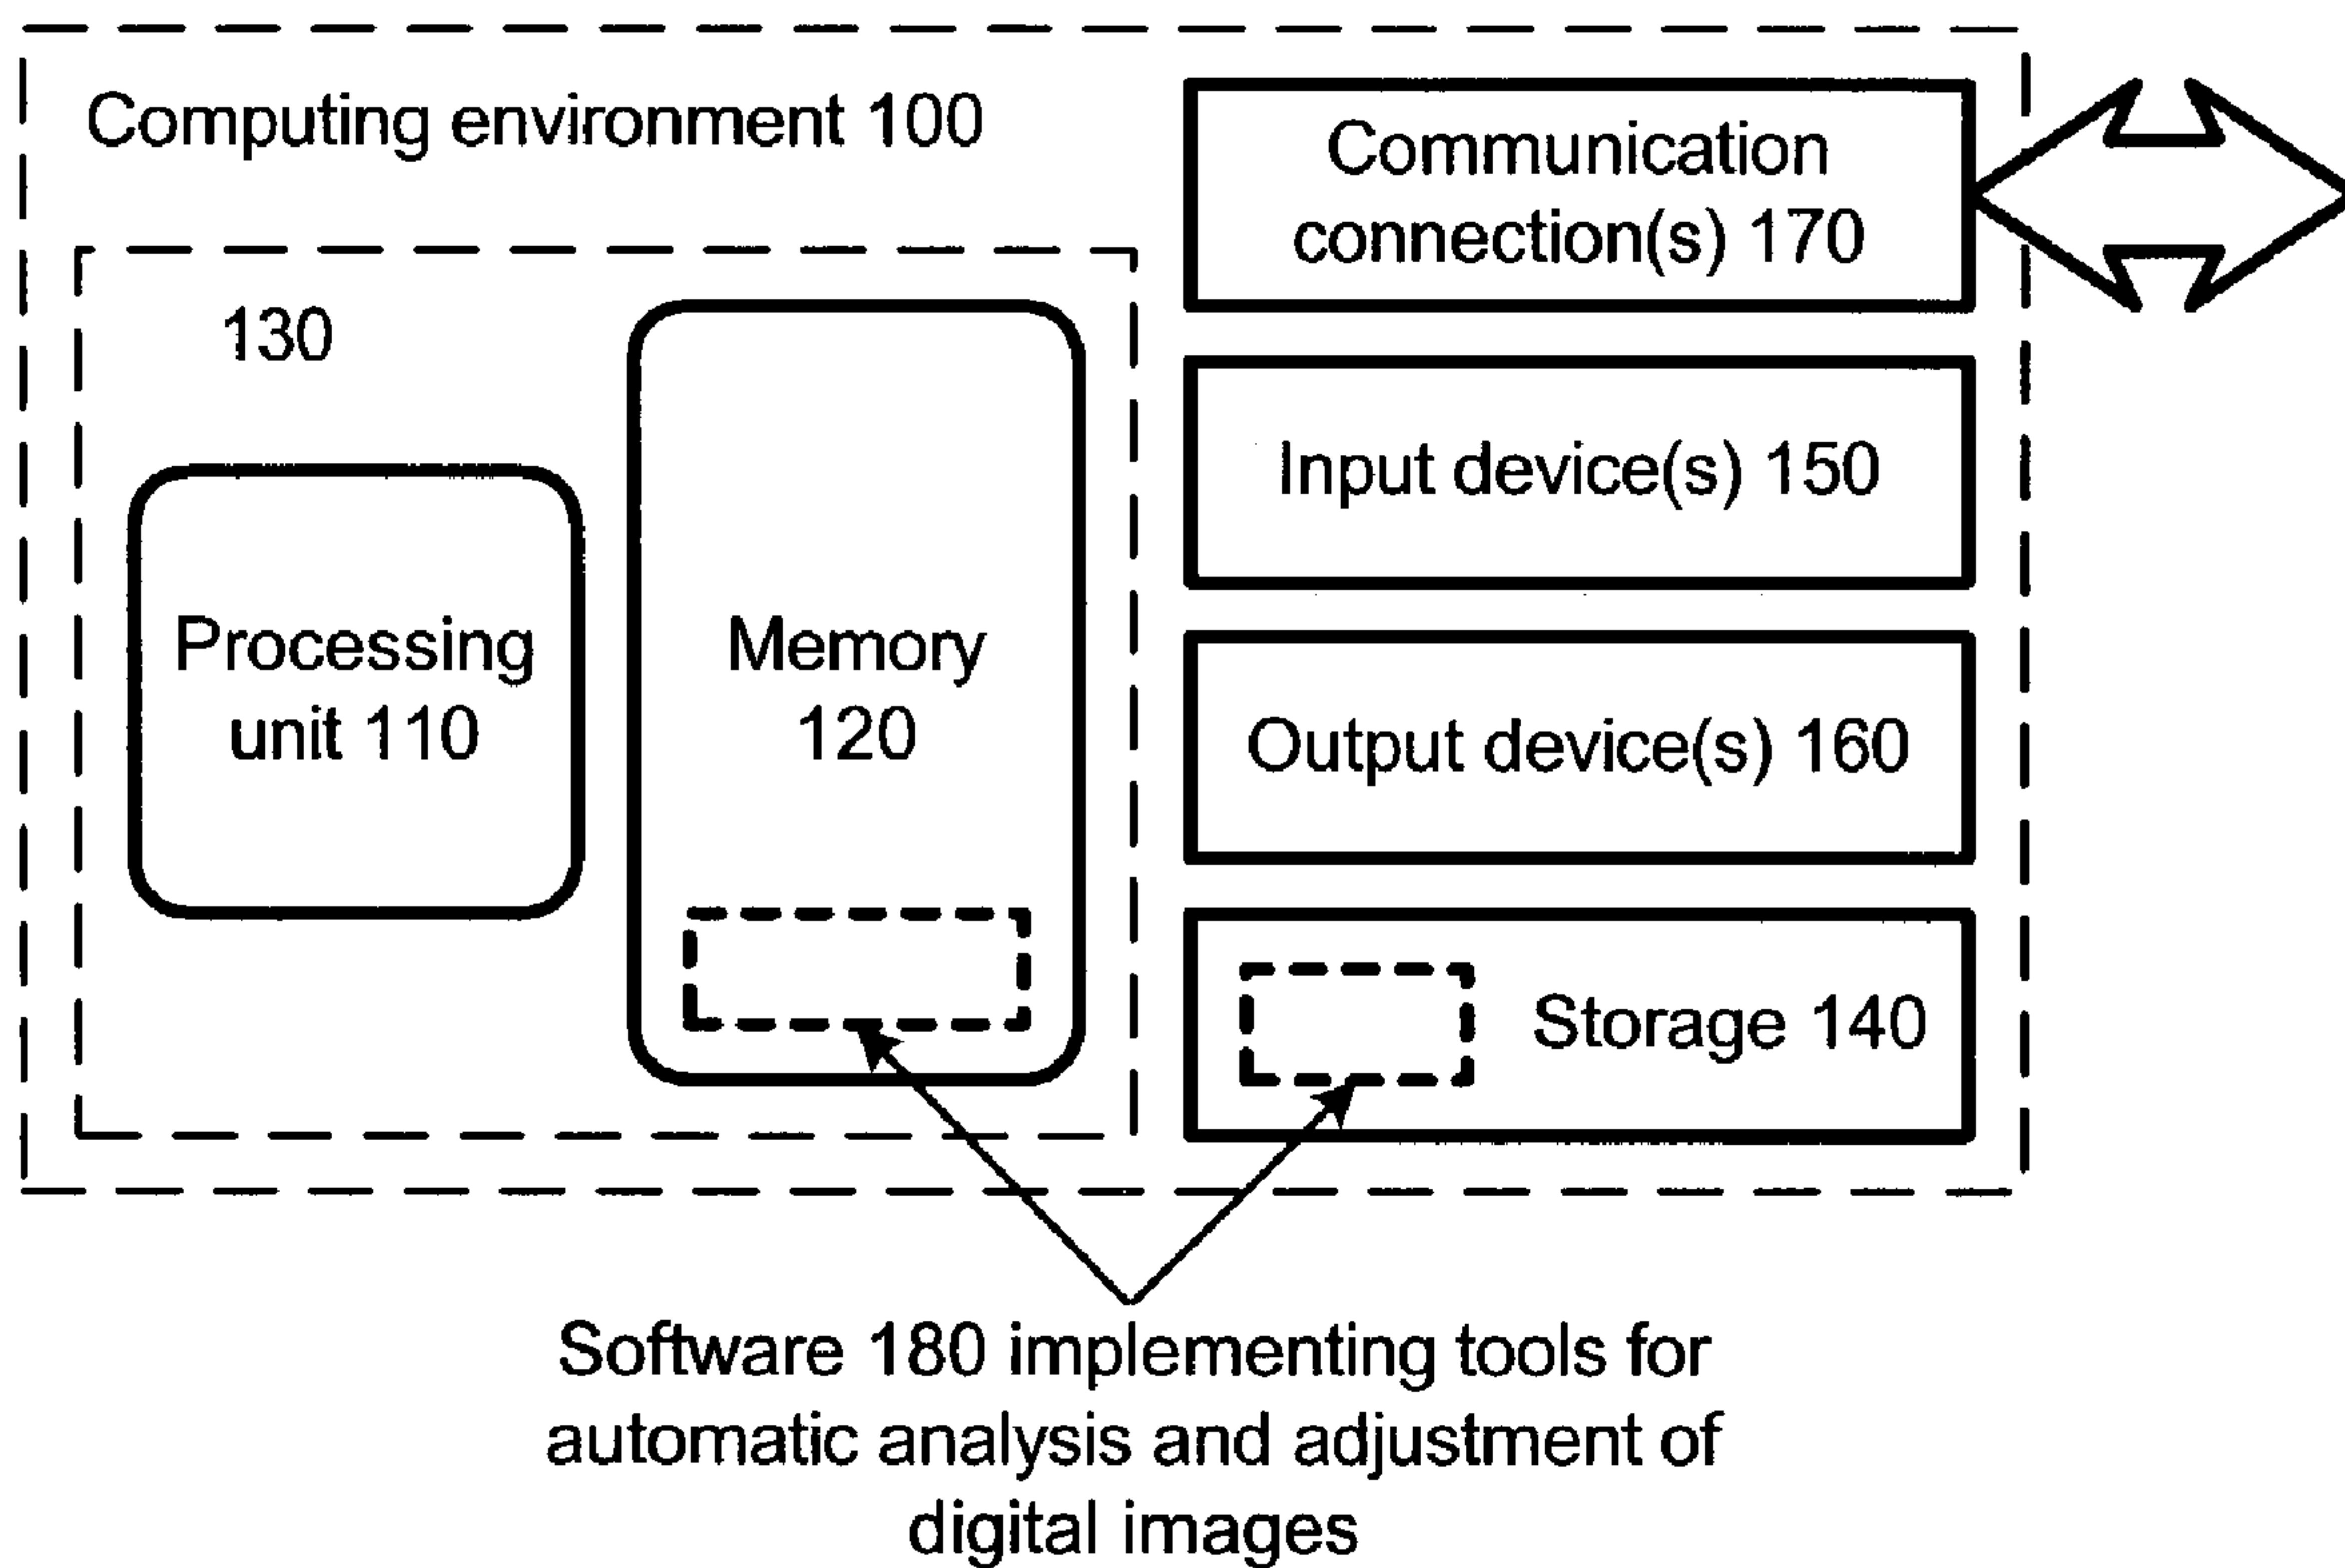 Computing environment 100
130
Processing
unit 110
Memory
120
Communication
connection(s) 170
Input device(s) 150
Output device(s) 160
Storage 140
Software 180 implementing tools for
automatic analysis and adjustment of
digital images